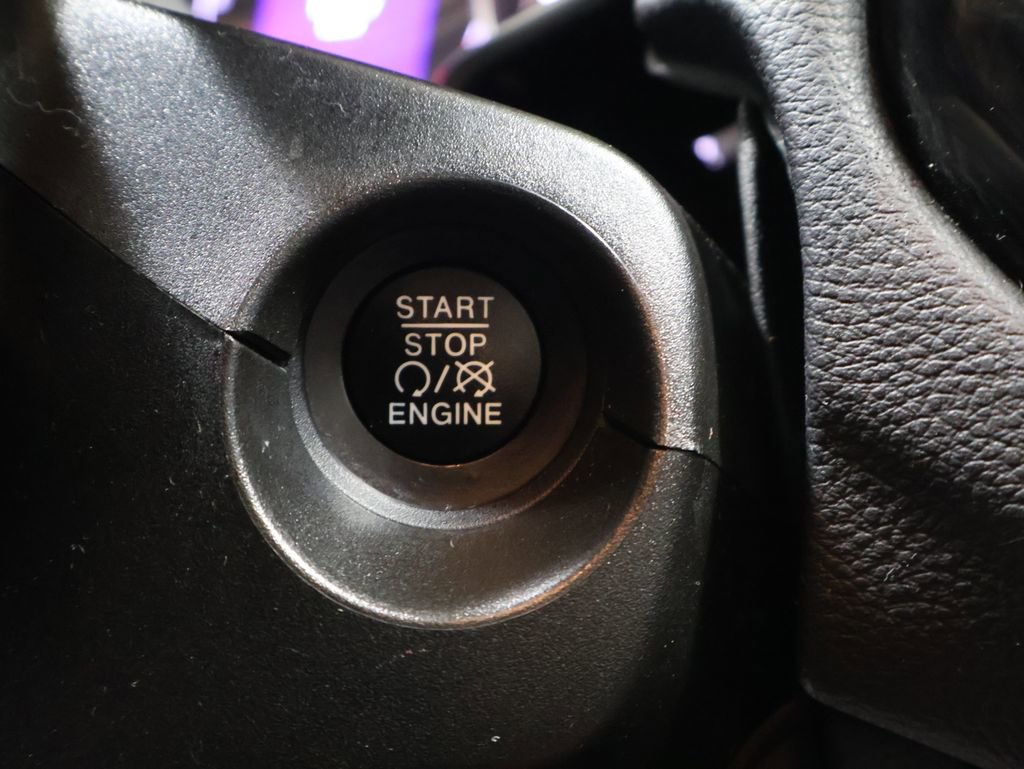 START
STOP
/
ENGINE